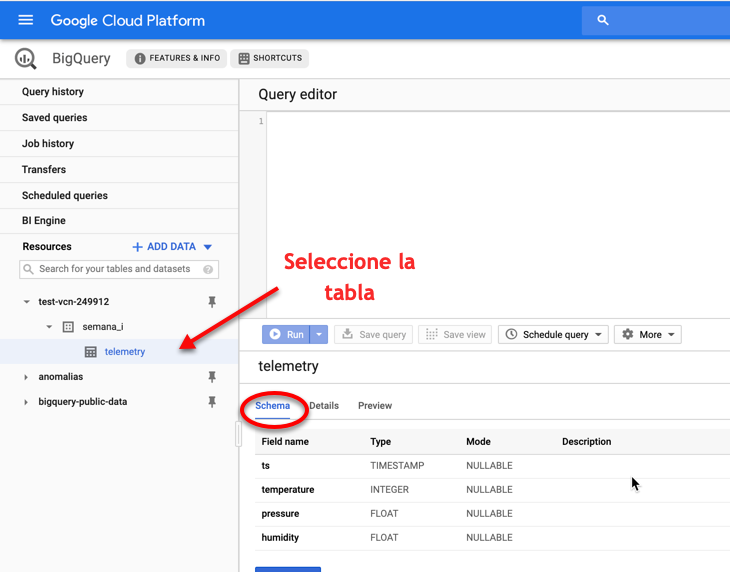 Google Cloud Platform
BigQuery
FEATURES & INFO
SHORTCUTS
Query history
Saved queries
Job history
Transfers
Scheduled queries
BI Engine
Resources
ADD DATA
Search for your tables and datasets
test-vcn-249912
semana_i
telemetry
anomalias
bigquery-public-data
Query editor
1
Seleccione la
tabla
Run
Save query
Save view
Schedule query
More
telemetry
Schema Details Preview
Field name Type Mode Description
ts TIMESTAMP NULLABLE
temperature INTEGER NULLABLE
pressure FLOAT NULLABLE
humidity FLOAT NULLABLE